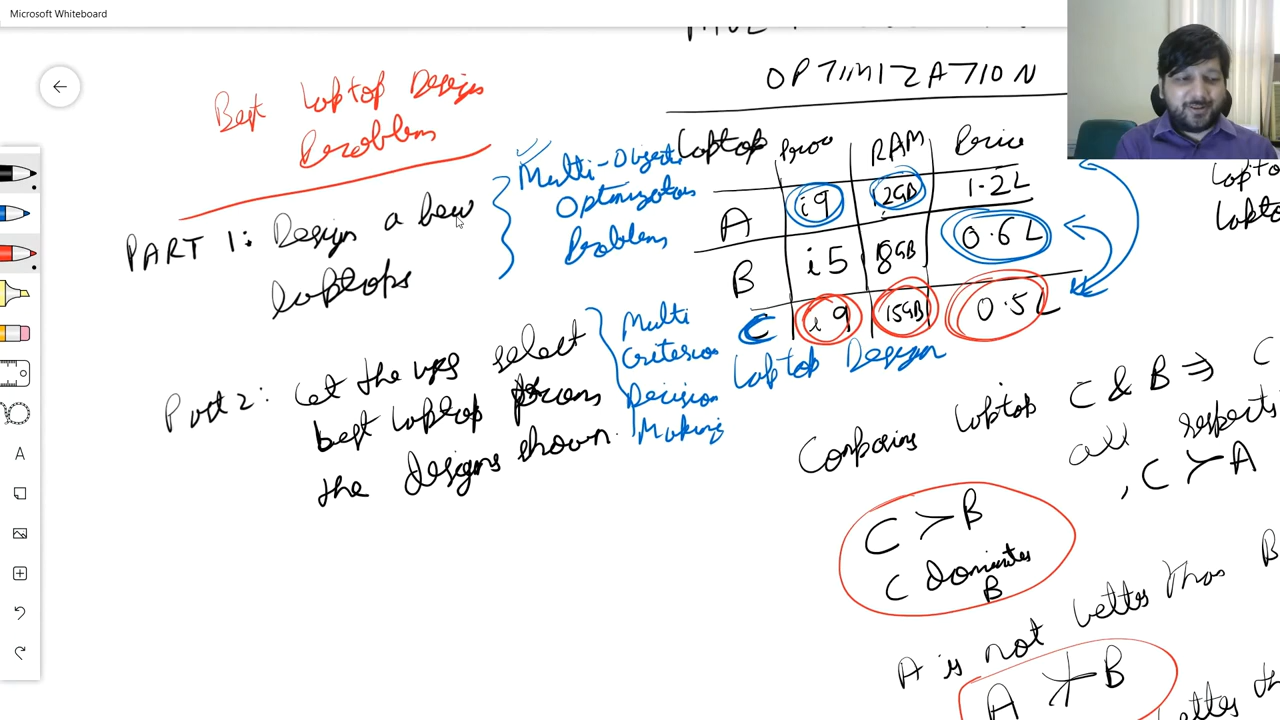 Microsoft Whiteboard
OPTIMIZATION
Best Laptop Design
Problem
PART 1: Design a few
laptops
Multi-Objecti
Optimization
Problem
Part 2: Let the user select
best laptop from
the designs shown.
Multi
Criterion
Decision
Making
Laptop Proc RAM Price
A i9 12GB 1.2L
B i5 8GB 0.6L
C i9 15GB 0.5L
Laptop Design
Comparing laptop C & B ⇒ C
all respects
, C ≻ A
C ≻ B
C dominates
B
A is not better than B
A ⊁ B
A